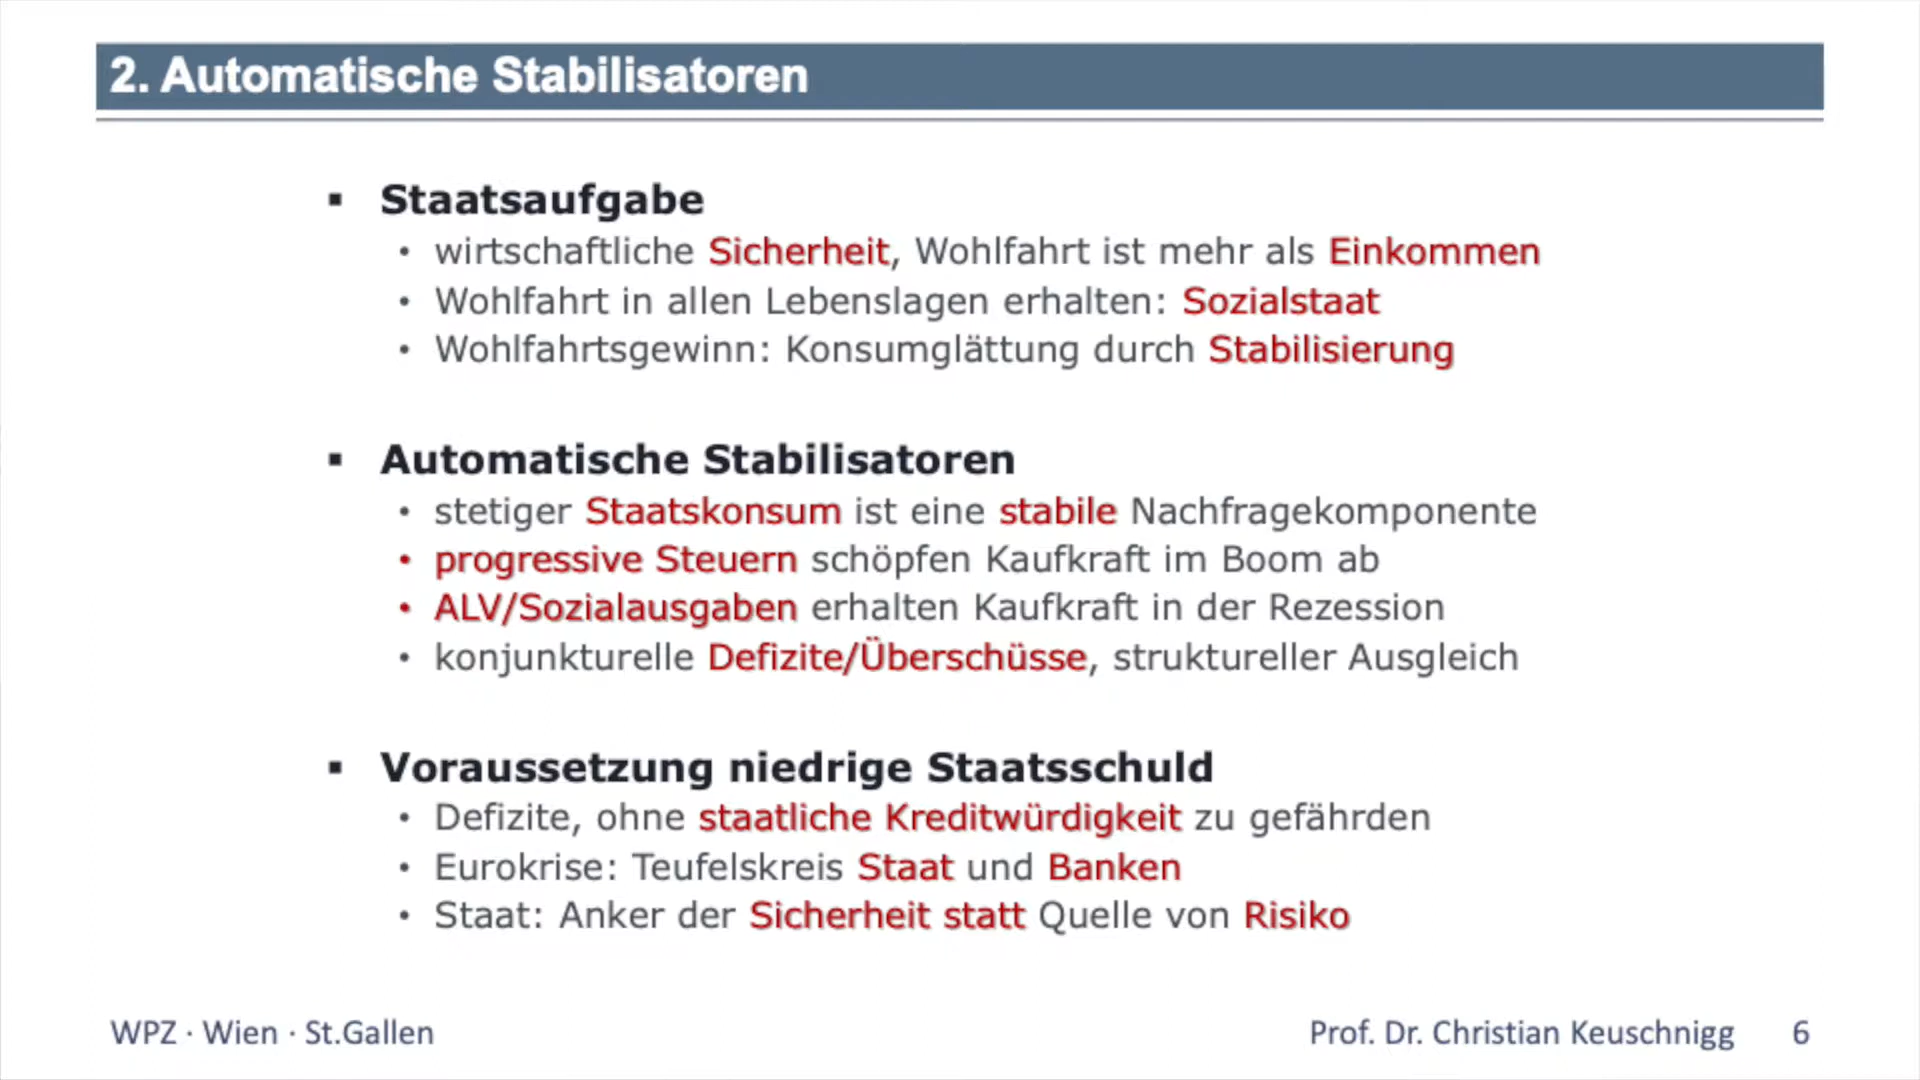 2. Automatische Stabilisatoren
▪ Staatsaufgabe
• wirtschaftliche Sicherheit, Wohlfahrt ist mehr als Einkommen
• Wohlfahrt in allen Lebenslagen erhalten: Sozialstaat
• Wohlfahrtsgewinn: Konsumglättung durch Stabilisierung
▪ Automatische Stabilisatoren
• stetiger Staatskonsum ist eine stabile Nachfragekomponente
• progressive Steuern schöpfen Kaufkraft im Boom ab
• ALV/Sozialausgaben erhalten Kaufkraft in der Rezession
• konjunkturelle Defizite/Überschüsse, struktureller Ausgleich
▪ Voraussetzung niedrige Staatsschuld
• Defizite, ohne staatliche Kreditwürdigkeit zu gefährden
• Eurokrise: Teufelskreis Staat und Banken
• Staat: Anker der Sicherheit statt Quelle von Risiko
WPZ · Wien · St.Gallen
Prof. Dr. Christian Keuschnigg 6